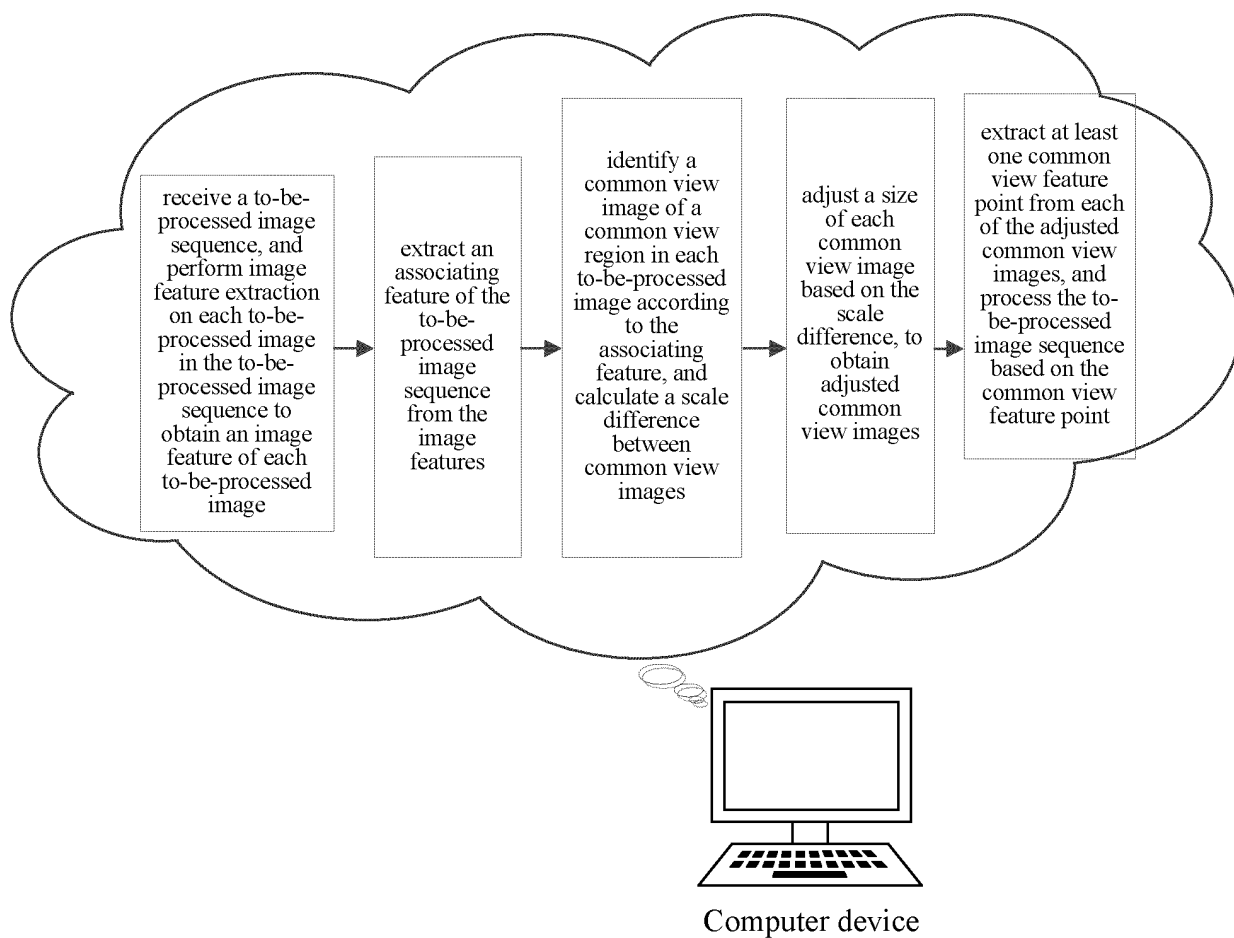 receive a to-be-
processed image
sequence, and
perform image
feature extraction
on each to-be-
processed image
in the to-be-
processed image
sequence to
obtain an image
feature of each
to-be-processed
image
extract an
associating
feature of the
to-be-
processed
image
sequence
from the
image
features
identify a
common view
image of a
common view
region in each
to-be-processed
image according
to the
associating
feature, and
calculate a scale
difference
between
common view
images
adjust a size
of each
common
view image
based on the
scale
difference, to
obtain
adjusted
common
view images
extract at least
one common
view feature
point from each
of the adjusted
common view
images, and
process the to-
be-processed
image sequence
based on the
common view
feature point
Computer device